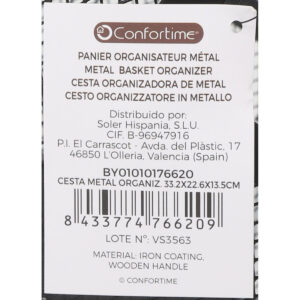 Confortime
PANIER ORGANISATEUR MÉTAL
METAL BASKET ORGANIZER
CESTA ORGANIZADORA DE METAL
CESTO ORGANIZZATORE IN METALLO
Distribuido por:
Soler Hispania, S.L.U.
CIF. B-96947916
P.I. El Carrascot - Avda. del Plàstic, 17
46850 L'Olleria, Valencia (Spain)
BY01010176620
CESTA METAL ORGANIZ. 33.2X22.6X13.5CM
8 433774 766209
LOTE Nº: VS3563
MATERIAL: IRON COATING,
WOODEN HANDLE
© CONFORTIME